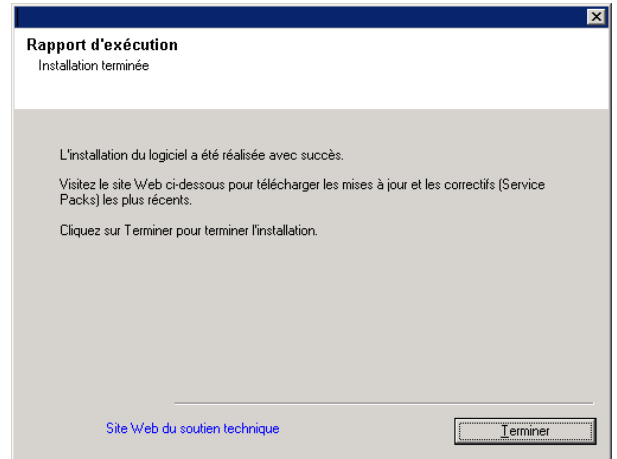 Rapport d'exécution
Installation terminée
L'installation du logiciel a été réalisée avec succès.
Visitez le site Web ci-dessous pour télécharger les mises à jour et les correctifs (Service
Packs) les plus récents.
Cliquez sur Terminer pour terminer l'installation.
Site Web du soutien technique
Terminer